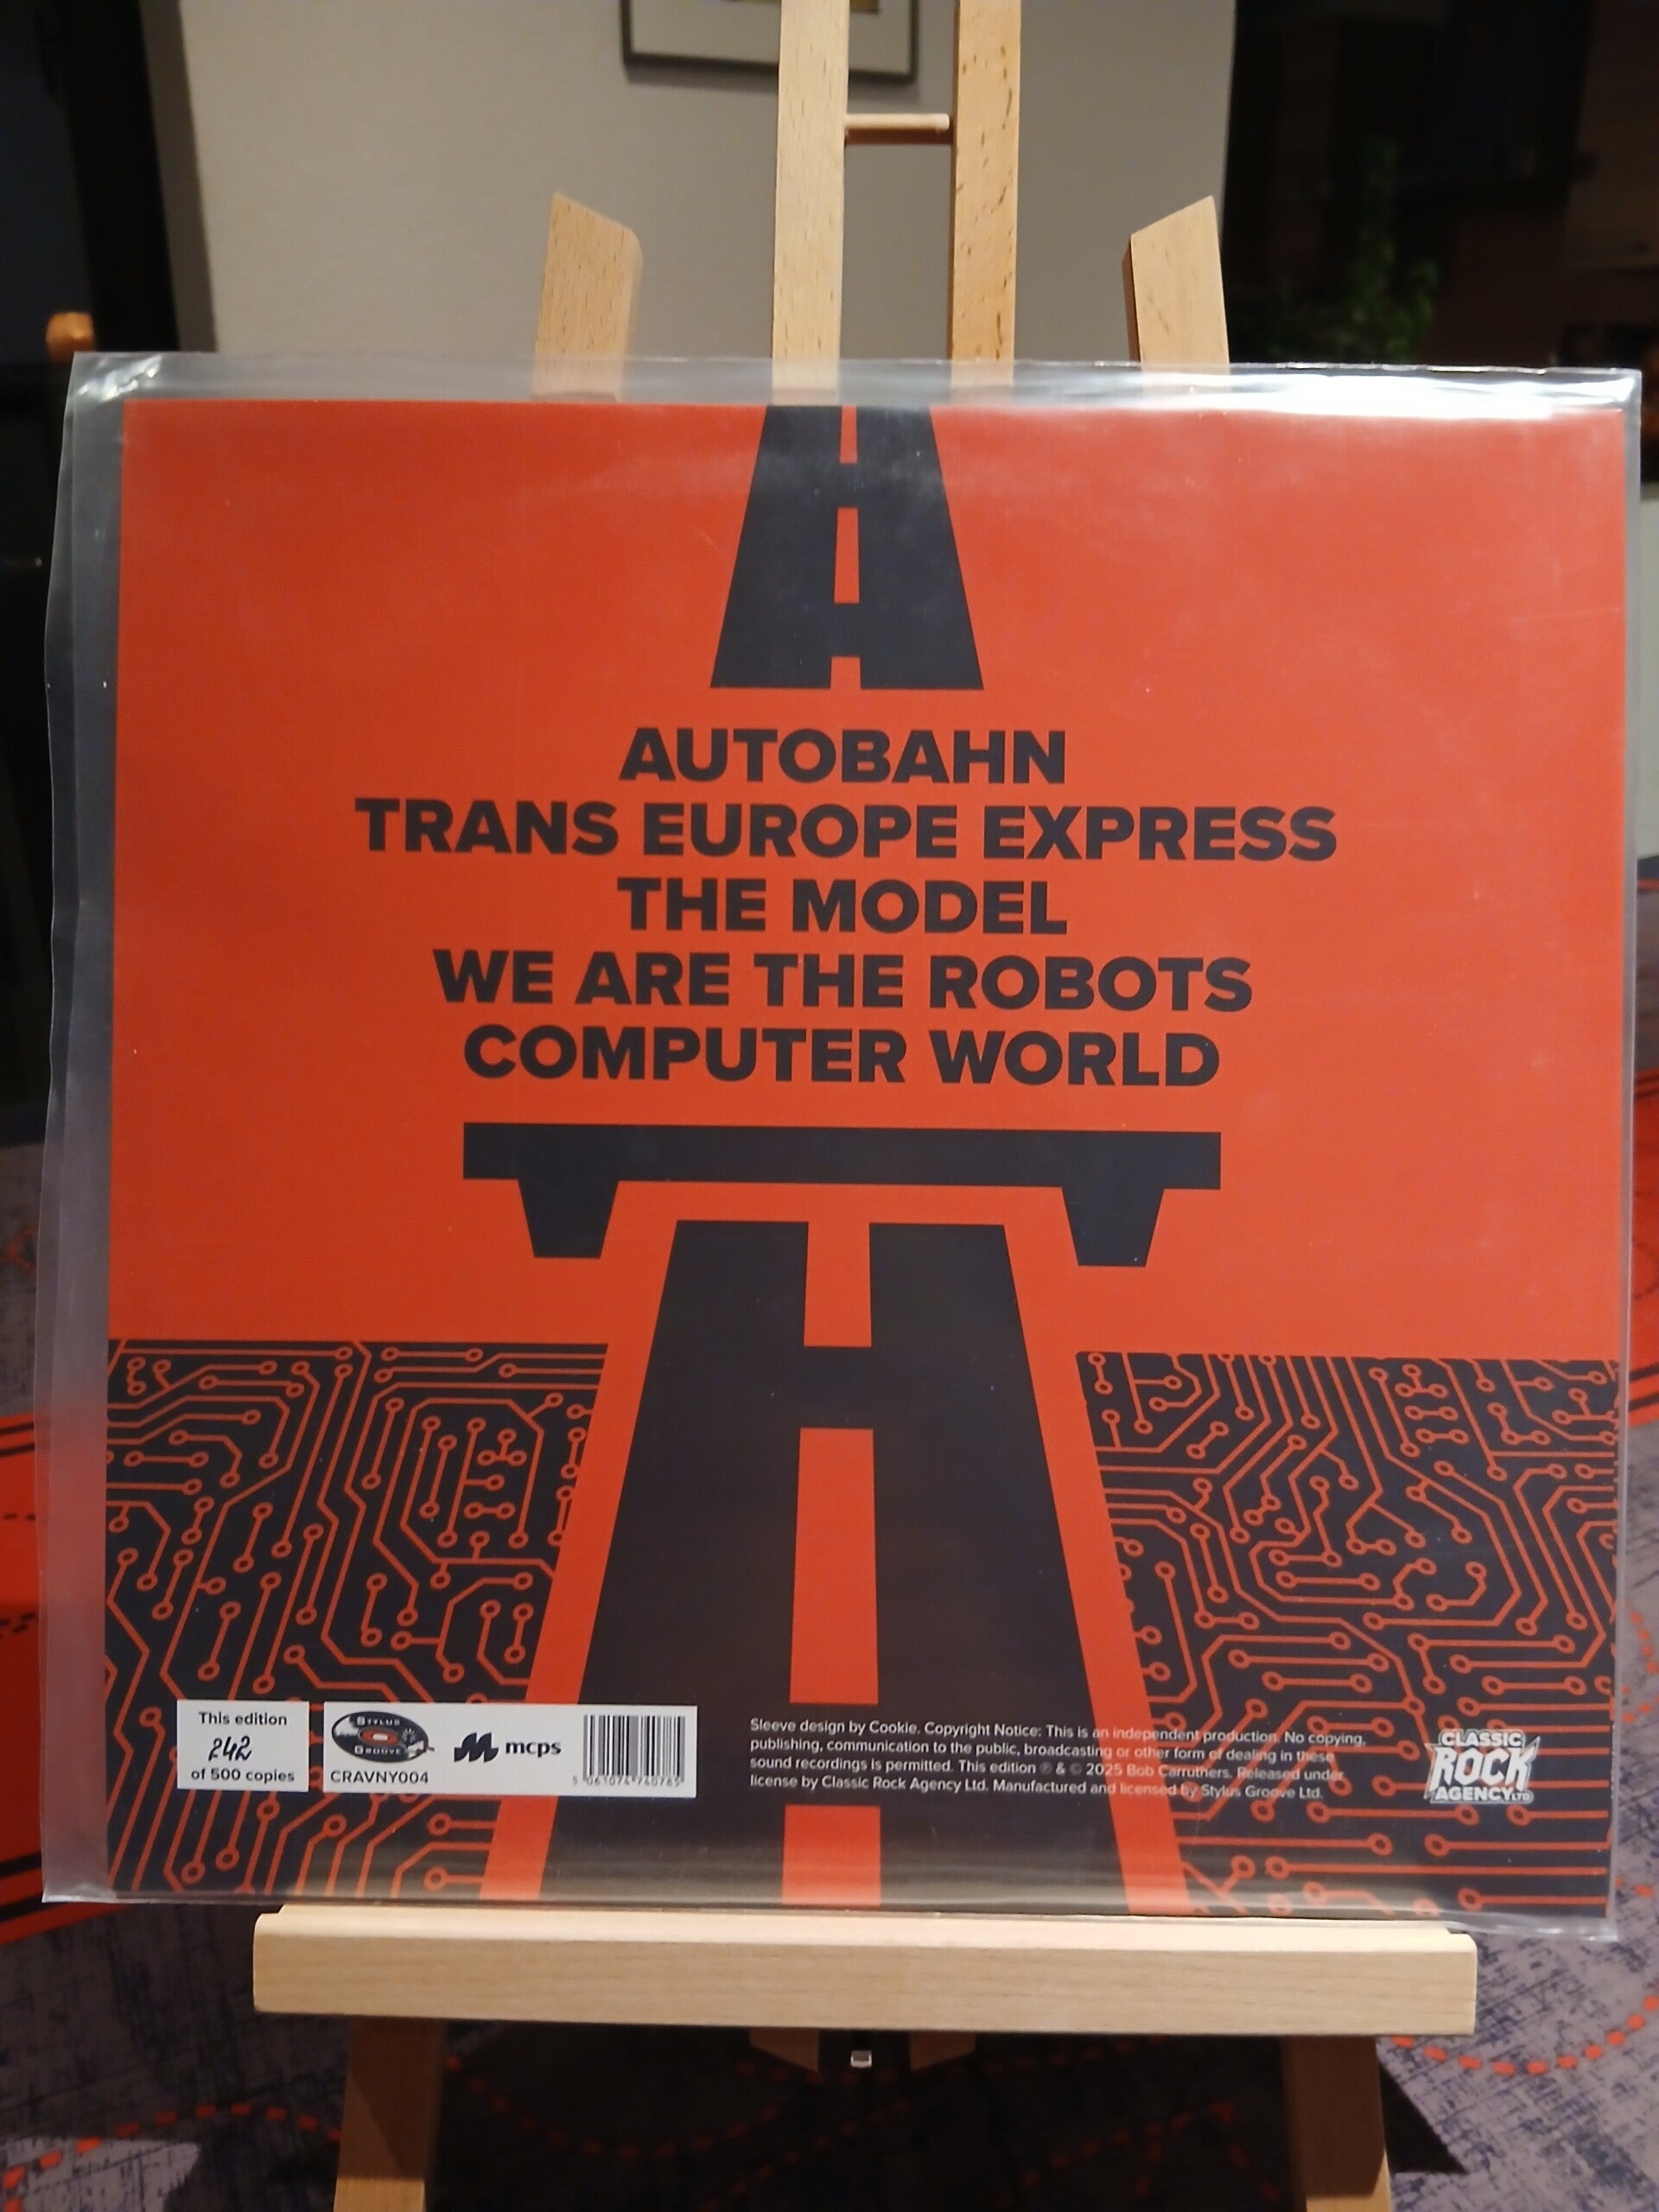 AUTOBAHN
TRANS EUROPE EXPRESS
THE MODEL
WE ARE THE ROBOTS
COMPUTER WORLD
This edition
242
of 500 copies
STYLUS
GROOVE
CRAVNY004
mcps
5 061074 740785
Sleeve design by Cookie. Copyright Notice: This is an independent production. No copying,
publishing, communication to the public, broadcasting or other form of dealing in these
sound recordings is permitted. This edition ℗ & © 2025 Bob Carruthers. Released under
license by Classic Rock Agency Ltd. Manufactured and licensed by Stylus Groove Ltd.
CLASSIC
ROCK
AGENCY LTD